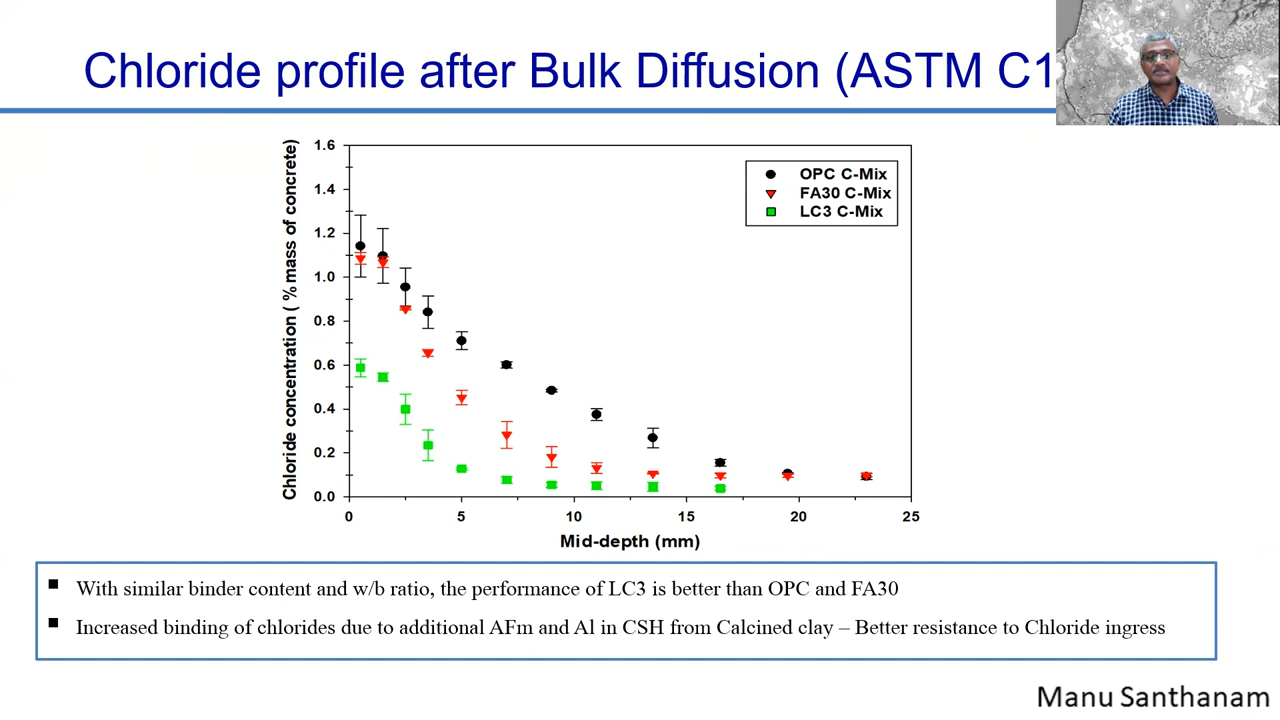 Chloride profile after Bulk Diffusion (ASTM C1
Chloride concentration ( % mass of concrete)
1.6
1.4
1.2
1.0
0.8
0.6
0.4
0.2
0.0
OPC C-Mix
FA30 C-Mix
LC3 C-Mix
0 5 10 15 20 25
Mid-depth (mm)
With similar binder content and w/b ratio, the performance of LC3 is better than OPC and FA30
Increased binding of chlorides due to additional AFm and Al in CSH from Calcined clay – Better resistance to Chloride ingress
Manu Santhanam